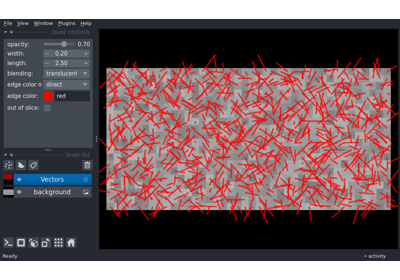 File View Window Plugins Help
layer controls
opacity: 0.70
width: 0.20
length: 2.50
blending: translucent
edge color m direct
edge color: red
out of slice:
layer list
Vectors
background
Ready
activity